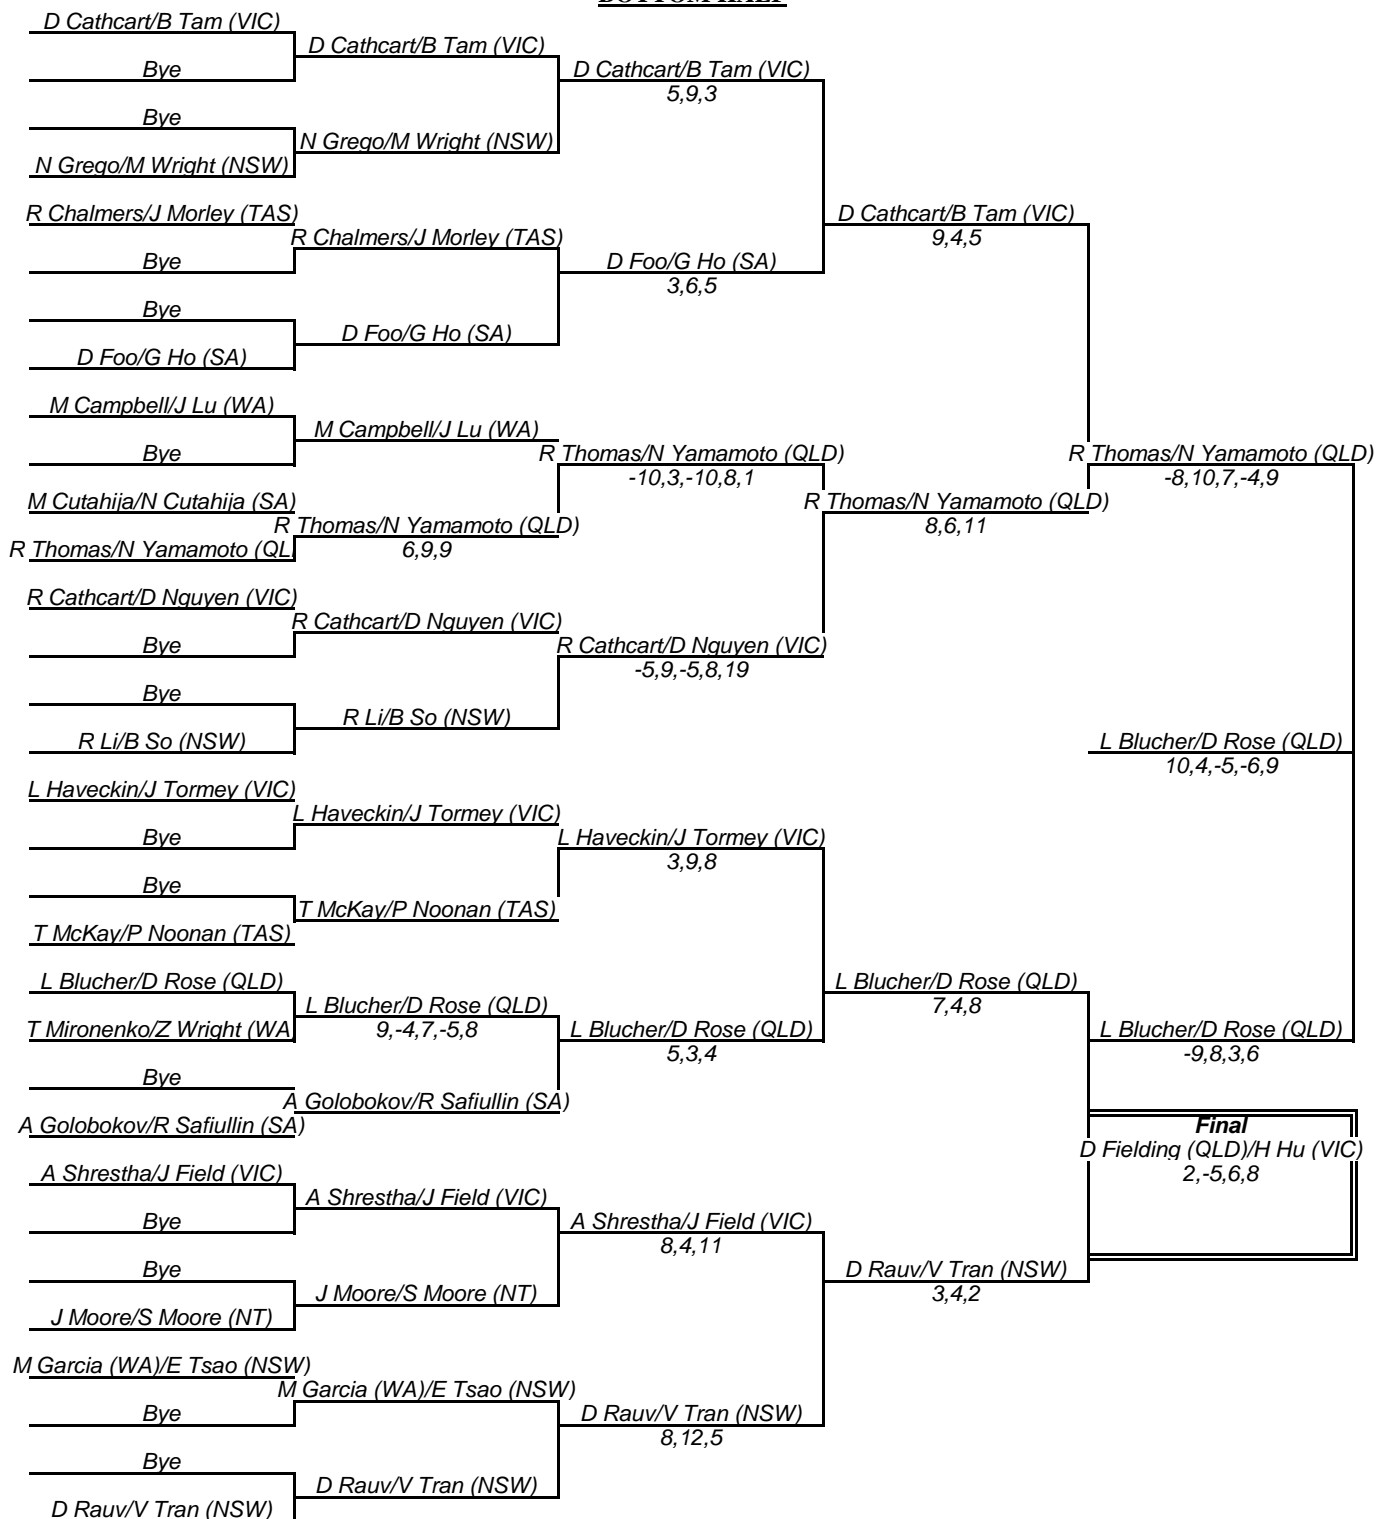 BOTTOM HALF
D Cathcart/B Tam (VIC)
D Cathcart/B Tam (VIC)
Bye
D Cathcart/B Tam (VIC)
5,9,3
Bye
N Grego/M Wright (NSW)
N Grego/M Wright (NSW)
R Chalmers/J Morley (TAS)
D Cathcart/B Tam (VIC)
9,4,5
R Chalmers/J Morley (TAS)
Bye
D Foo/G Ho (SA)
3,6,5
Bye
D Foo/G Ho (SA)
D Foo/G Ho (SA)
M Campbell/J Lu (WA)
M Campbell/J Lu (WA)
Bye
R Thomas/N Yamamoto (QLD)
-10,3,-10,8,1
R Thomas/N Yamamoto (QLD)
-8,10,7,-4,9
M Cutahija/N Cutahija (SA)
R Thomas/N Yamamoto (QLD)
8,6,11
R Thomas/N Yamamoto (QLD)
6,9,9
R Thomas/N Yamamoto (QL
R Cathcart/D Nguyen (VIC)
R Cathcart/D Nguyen (VIC)
Bye
R Cathcart/D Nguyen (VIC)
-5,9,-5,8,19
Bye
R Li/B So (NSW)
R Li/B So (NSW)
L Blucher/D Rose (QLD)
10,4,-5,-6,9
L Haveckin/J Tormey (VIC)
L Haveckin/J Tormey (VIC)
Bye
L Haveckin/J Tormey (VIC)
3,9,8
Bye
T McKay/P Noonan (TAS)
T McKay/P Noonan (TAS)
L Blucher/D Rose (QLD)
L Blucher/D Rose (QLD)
7,4,8
L Blucher/D Rose (QLD)
9,-4,7,-5,8
T Mironenko/Z Wright (WA
L Blucher/D Rose (QLD)
5,3,4
L Blucher/D Rose (QLD)
-9,8,3,6
Bye
A Golobokov/R Safiullin (SA)
A Golobokov/R Safiullin (SA)
Final
D Fielding (QLD)/H Hu (VIC)
2,-5,6,8
A Shrestha/J Field (VIC)
A Shrestha/J Field (VIC)
Bye
A Shrestha/J Field (VIC)
8,4,11
Bye
J Moore/S Moore (NT)
J Moore/S Moore (NT)
D Rauv/V Tran (NSW)
3,4,2
M Garcia (WA)/E Tsao (NSW)
M Garcia (WA)/E Tsao (NSW)
Bye
D Rauv/V Tran (NSW)
8,12,5
Bye
D Rauv/V Tran (NSW)
D Rauv/V Tran (NSW)